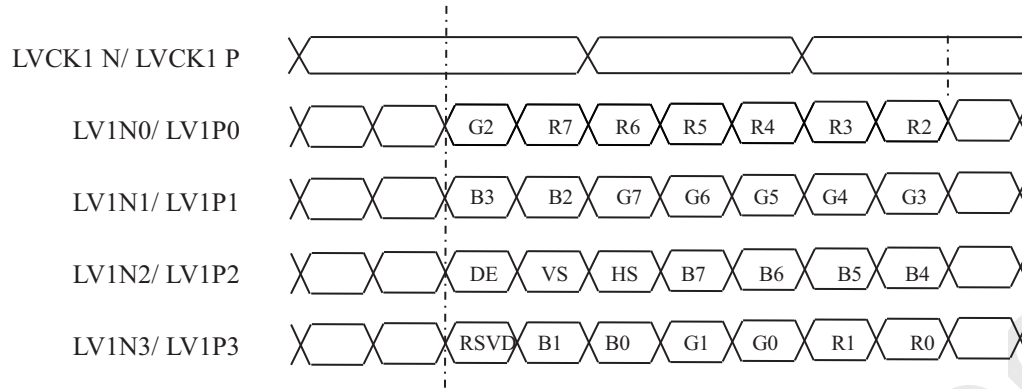 LVCK1 N/ LVCK1 P
LV1N0/ LV1P0 G2 R7 R6 R5 R4 R3 R2
LV1N1/ LV1P1 B3 B2 G7 G6 G5 G4 G3
LV1N2/ LV1P2 DE VS HS B7 B6 B5 B4
LV1N3/ LV1P3 RSVD B1 B0 G1 G0 R1 R0